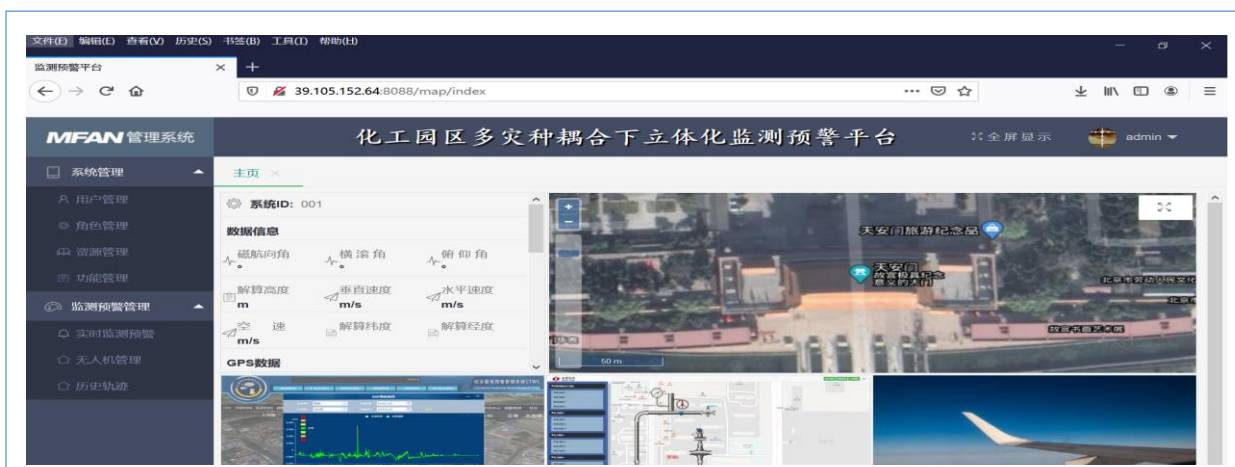 文件(F) 编辑(E) 查看(V) 历史(S) 书签(B) 工具(T) 帮助(H)
监测预警平台
39.105.152.64:8088/map/index
MFAN 管理系统
化工园区多灾种耦合下立体化监测预警平台
全屏显示
admin
系统管理
用户管理
角色管理
资源管理
功能管理
监测预警管理
实时监测预警
无人机管理
历史轨迹
主页
系统ID: 001
数据信息
磁航向角 横滚角 俯仰角
° ° °
解算高度 垂直速度 水平速度
m m/s m/s
空速 解算纬度 解算经度
m/s
GPS数据
天安门旅游纪念品
天安门
故宫极具纪念
意义的大门
北京市劳动人民文化
北京
故宫书画艺术馆
50 m